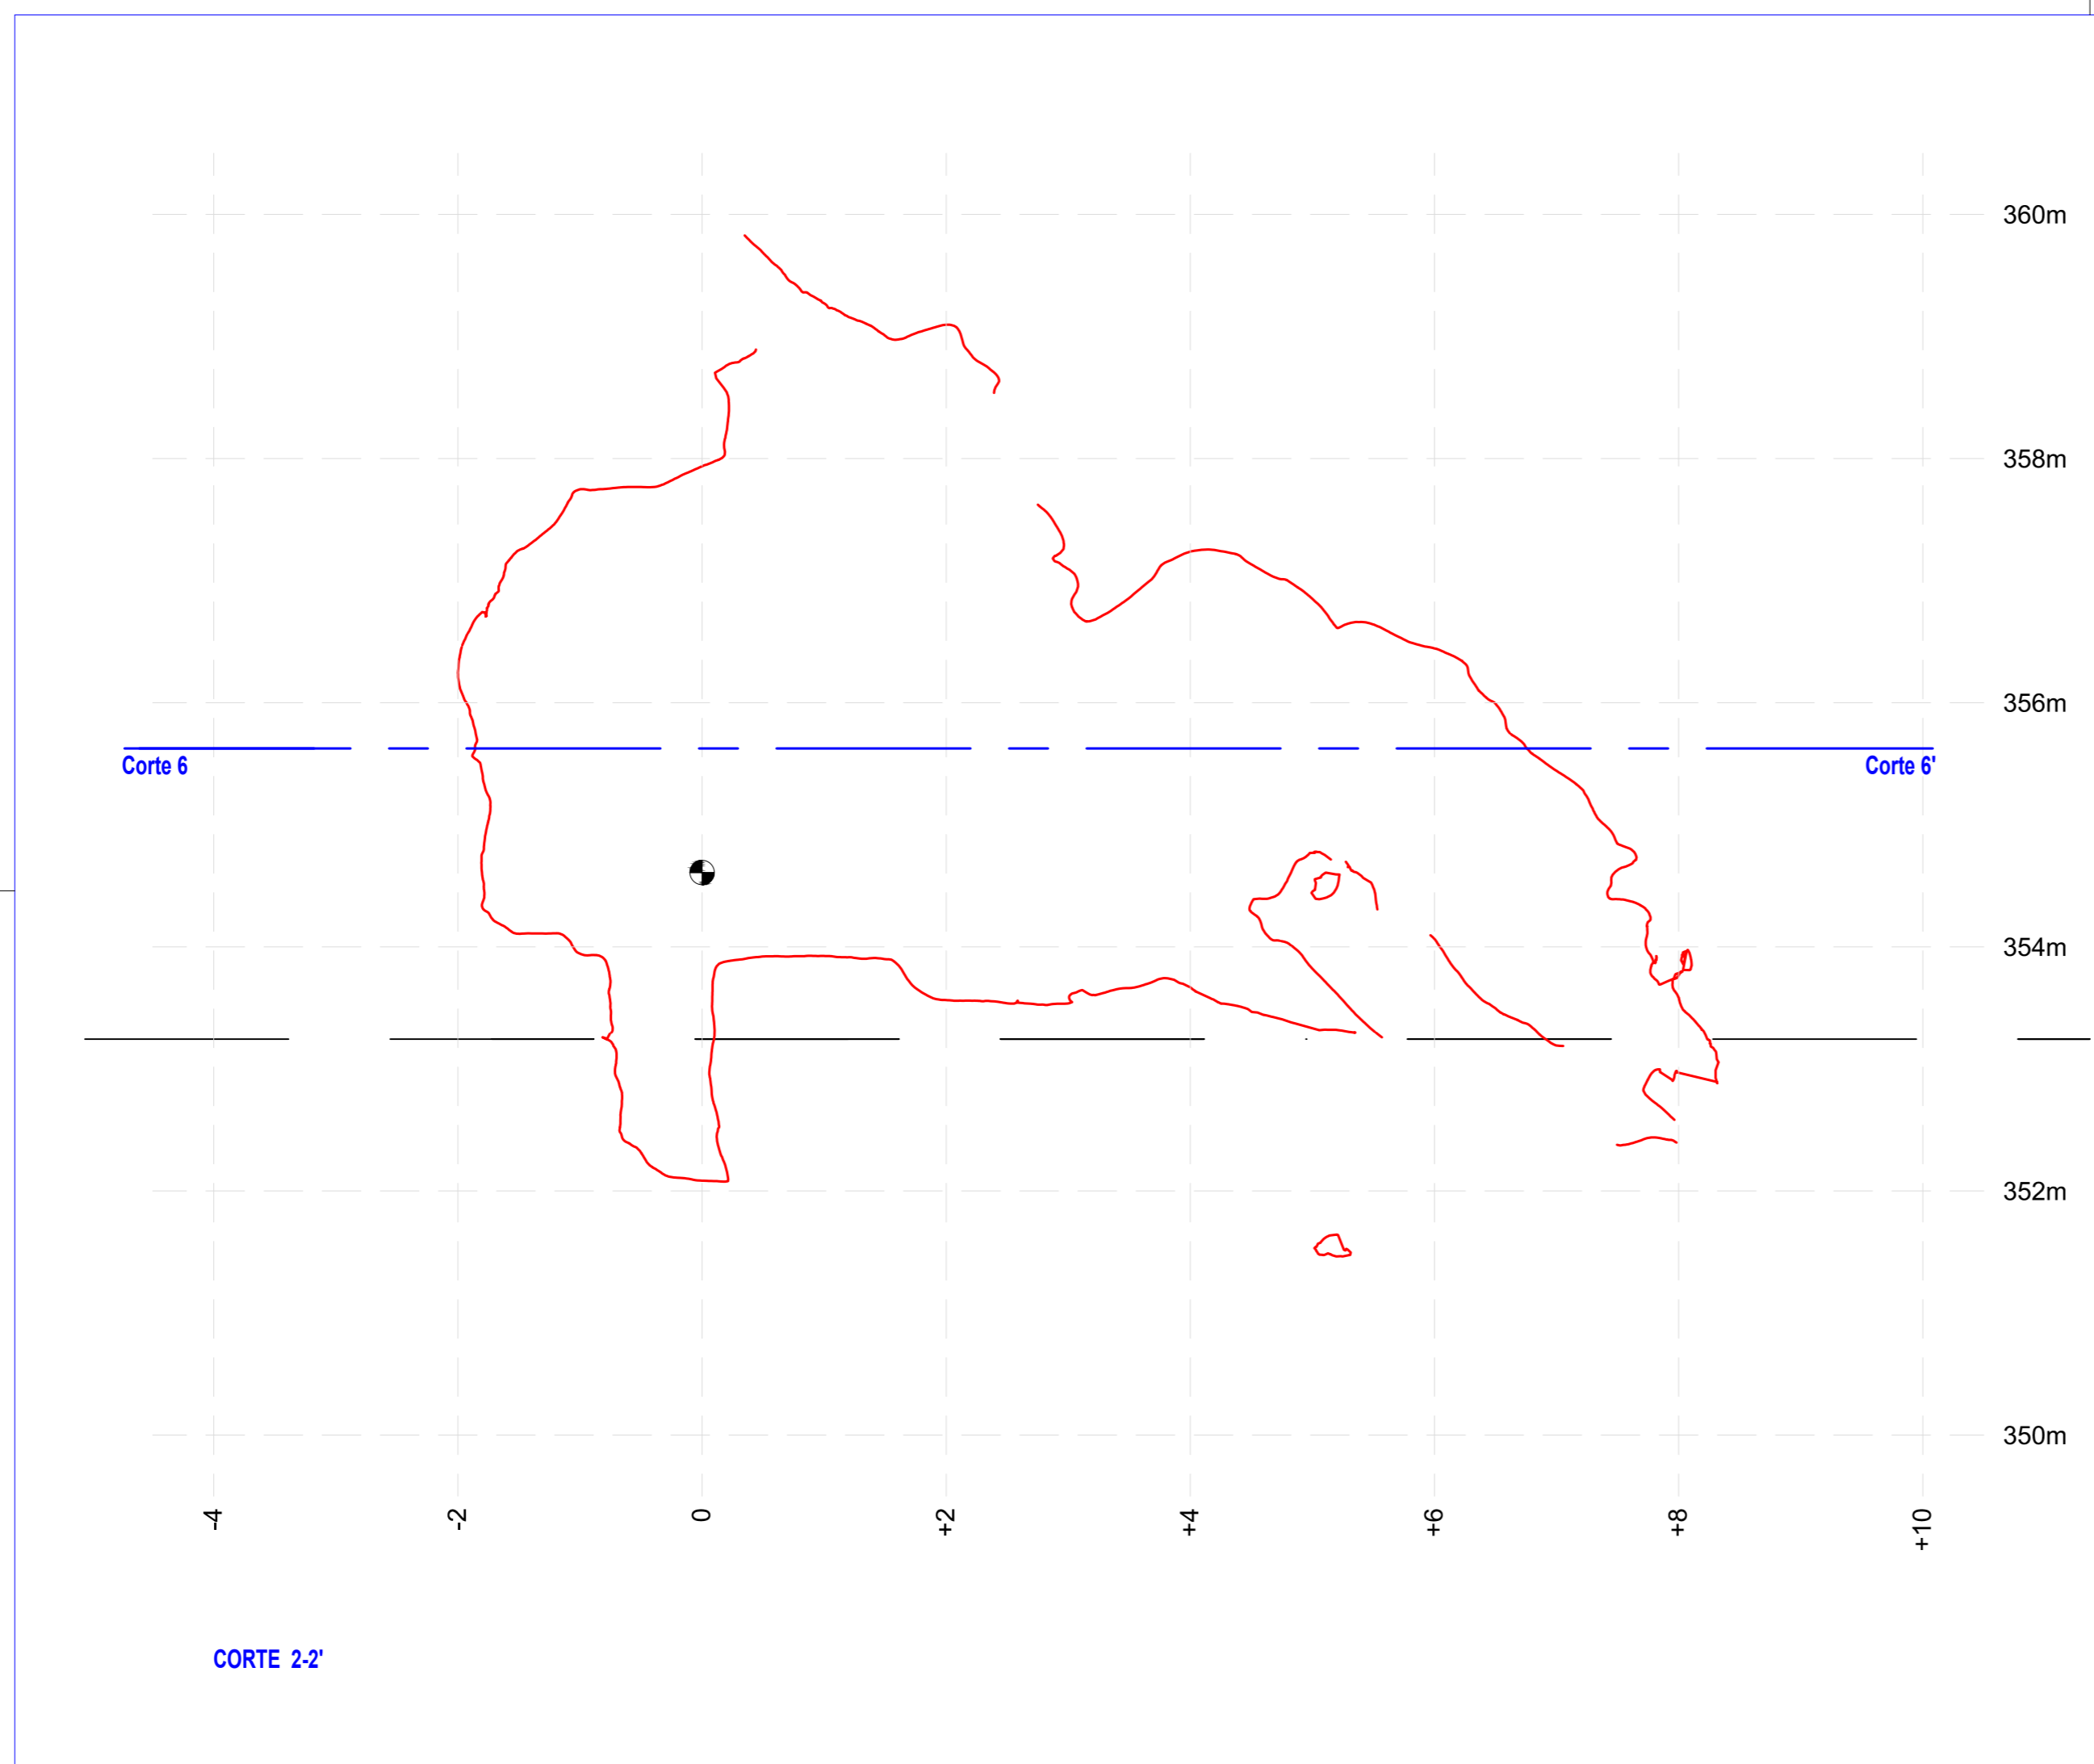 360m
358m
356m
Corte 6
Corte 6'
354m
352m
350m
-4
-2
0
+2
+4
+6
+8
+10
CORTE 2-2'